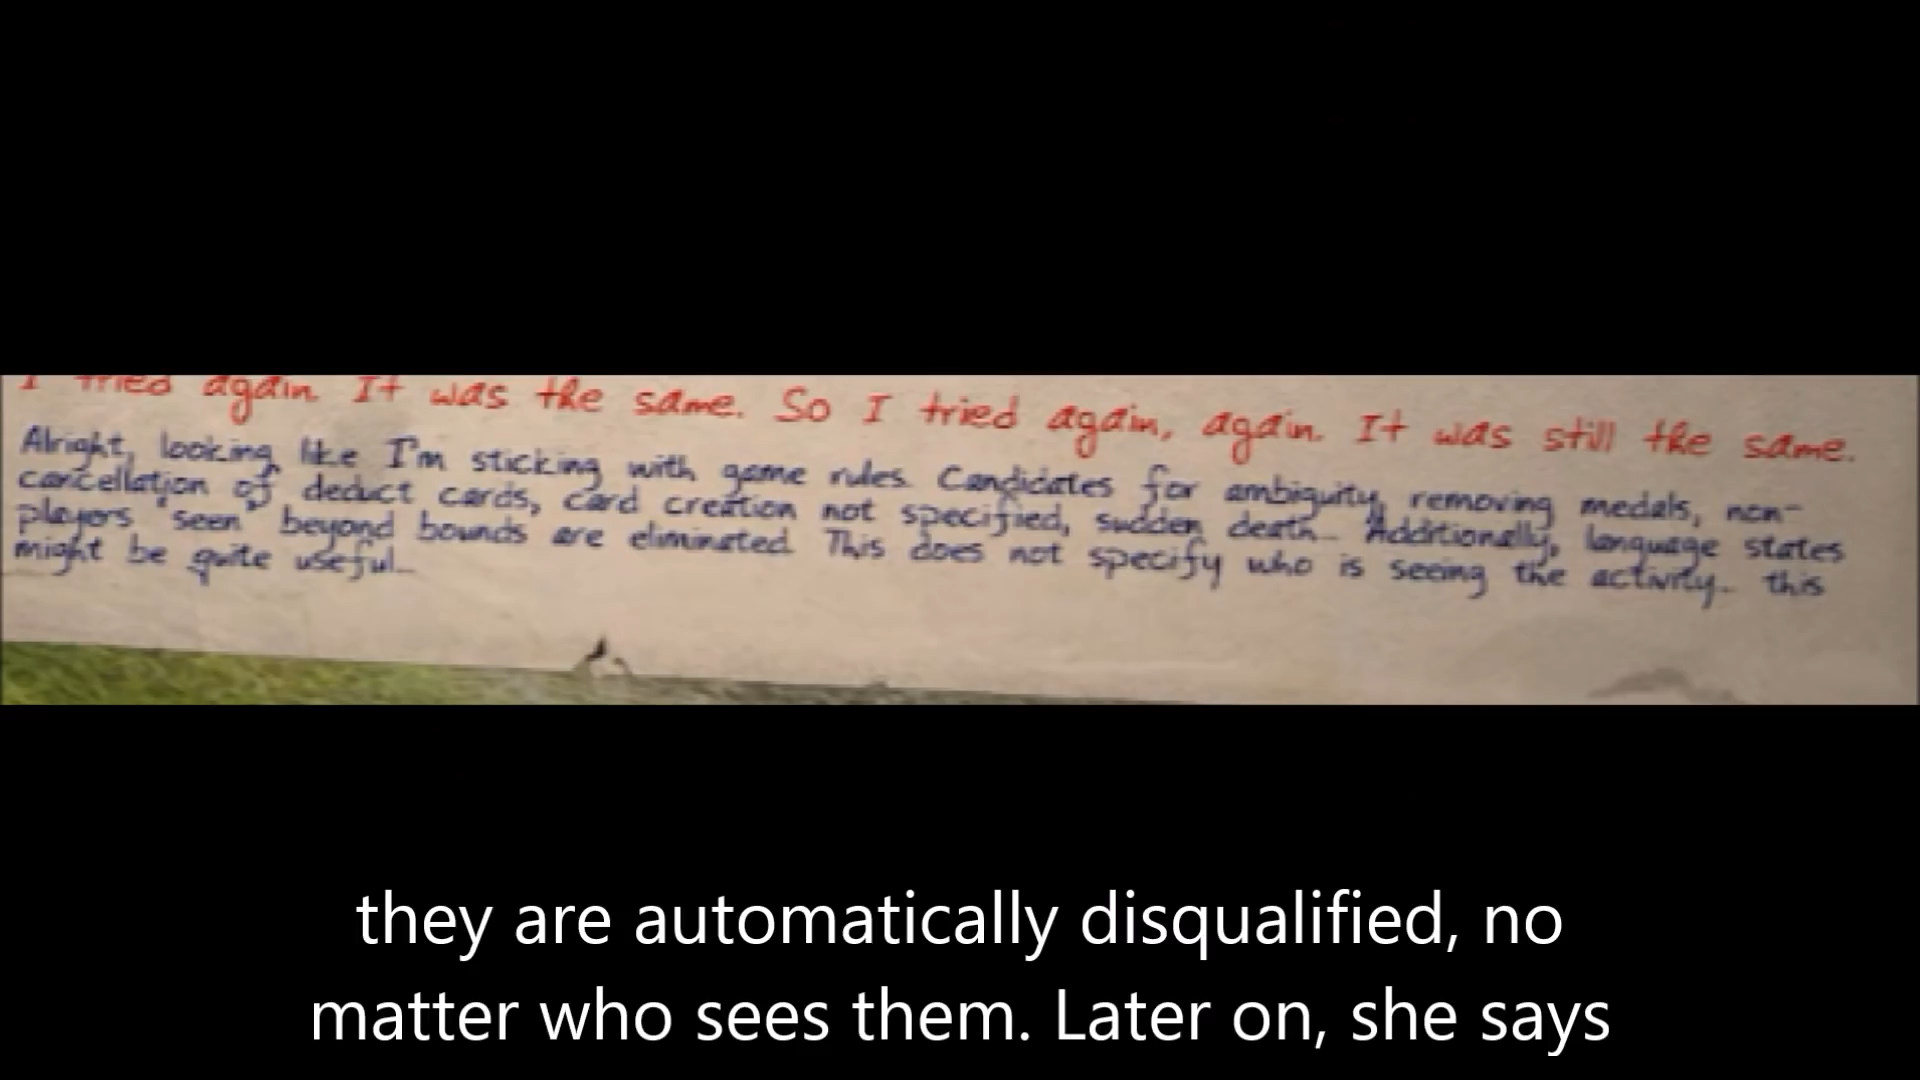 I tried again. It was the same. So I tried again, again. It was still the same.
Alright, looking like I'm sticking with game rules. Candidates for ambiguity, removing medals, non-
cancellation of deduct cards, card creation not specified, sudden death... Additionally, language states
players "seen" beyond bounds are eliminated. This does not specify who is seeing the activity... this
might be quite useful...
they are automatically disqualified, no
matter who sees them. Later on, she says